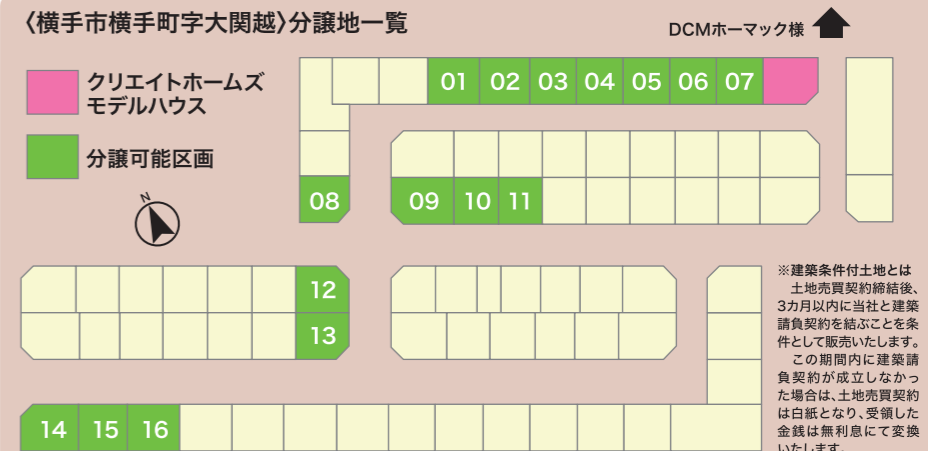 〈横手市横手町字大関越〉分譲地一覧
DCMホーマック様
クリエイトホームズ
モデルハウス
分譲可能区画
N
01 02 03 04 05 06 07
08
09 10 11
12
13
14 15 16
※建築条件付土地とは
土地売買契約締結後、
3カ月以内に当社と建築
請負契約を結ぶことを条
件として販売いたします。
この期間内に建築請
負契約が成立しなかっ
た場合は、土地売買契約
は白紙となり、受領した
金銭は無利息にて変換
いたします。